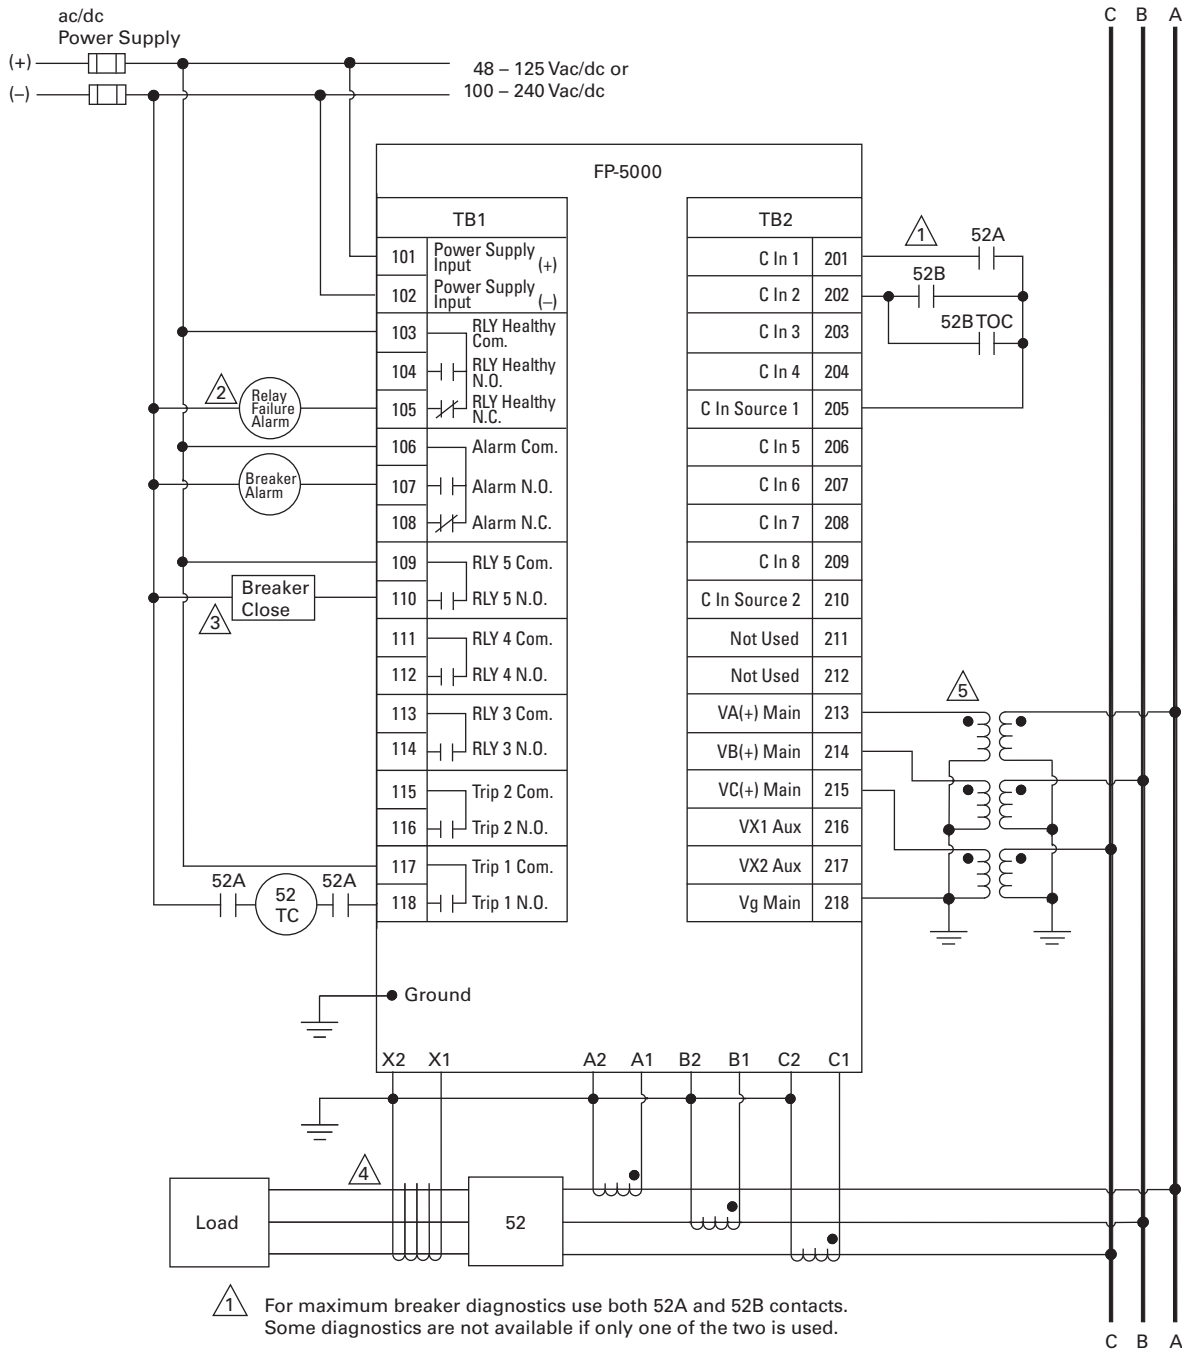 ac/dc
Power Supply
C B A
(+)
48 – 125 Vac/dc or
(–)
100 – 240 Vac/dc
FP-5000
TB1
101 Power Supply Input (+)
102 Power Supply Input (–)
103 RLY Healthy Com.
104 RLY Healthy N.O.
105 RLY Healthy N.C.
106 Alarm Com.
107 Alarm N.O.
108 Alarm N.C.
109 RLY 5 Com.
110 RLY 5 N.O.
111 RLY 4 Com.
112 RLY 4 N.O.
113 RLY 3 Com.
114 RLY 3 N.O.
115 Trip 2 Com.
116 Trip 2 N.O.
117 Trip 1 Com.
118 Trip 1 N.O.
2
Relay
Failure
Alarm
Breaker
Alarm
Breaker
Close
3
52A
52
TC
52A
TB2
C In 1 201
C In 2 202
C In 3 203
C In 4 204
C In Source 1 205
C In 5 206
C In 6 207
C In 7 208
C In 8 209
C In Source 2 210
Not Used 211
Not Used 212
VA(+) Main 213
VB(+) Main 214
VC(+) Main 215
VX1 Aux 216
VX2 Aux 217
Vg Main 218
1
52A
52B
52B TOC
5
Ground
X2 X1 A2 A1 B2 B1 C2 C1
4
Load
52
1 For maximum breaker diagnostics use both 52A and 52B contacts.
Some diagnostics are not available if only one of the two is used.
C B A